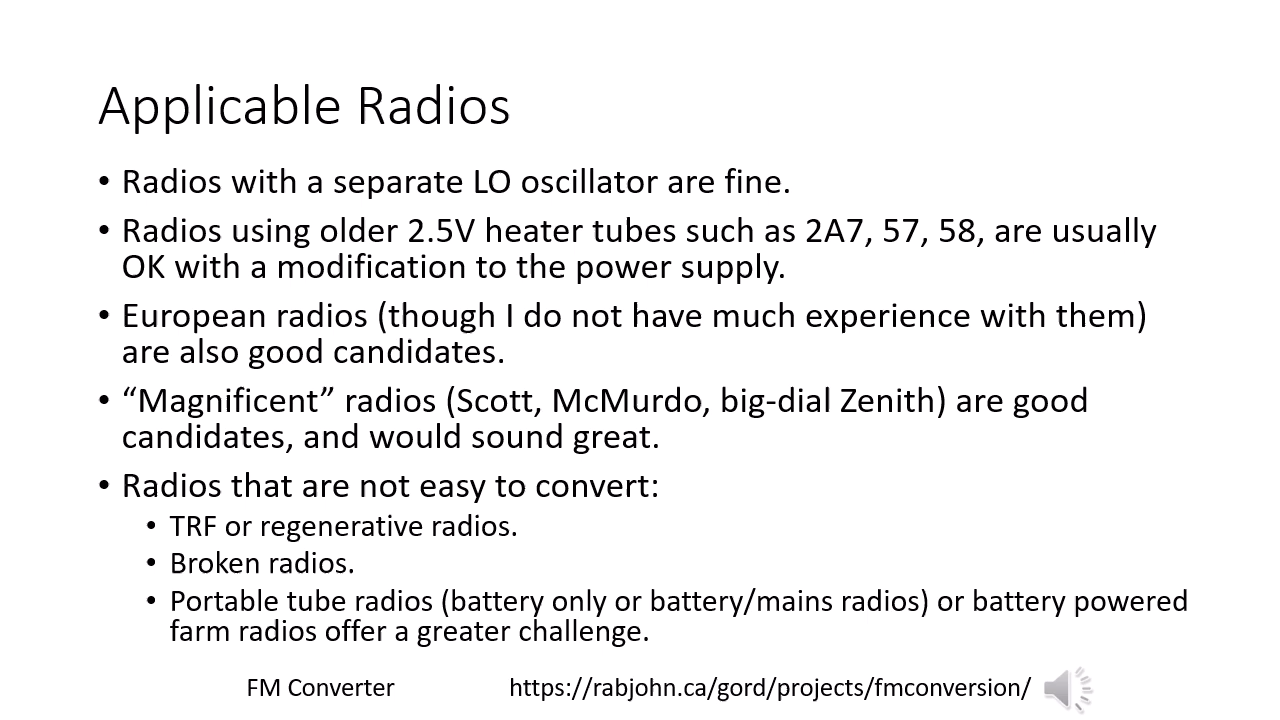 Applicable Radios
• Radios with a separate LO oscillator are fine.
• Radios using older 2.5V heater tubes such as 2A7, 57, 58, are usually
OK with a modification to the power supply.
• European radios (though I do not have much experience with them)
are also good candidates.
• “Magnificent” radios (Scott, McMurdo, big-dial Zenith) are good
candidates, and would sound great.
• Radios that are not easy to convert:
• TRF or regenerative radios.
• Broken radios.
• Portable tube radios (battery only or battery/mains radios) or battery powered
farm radios offer a greater challenge.
FM Converter https://rabjohn.ca/gord/projects/fmconversion/